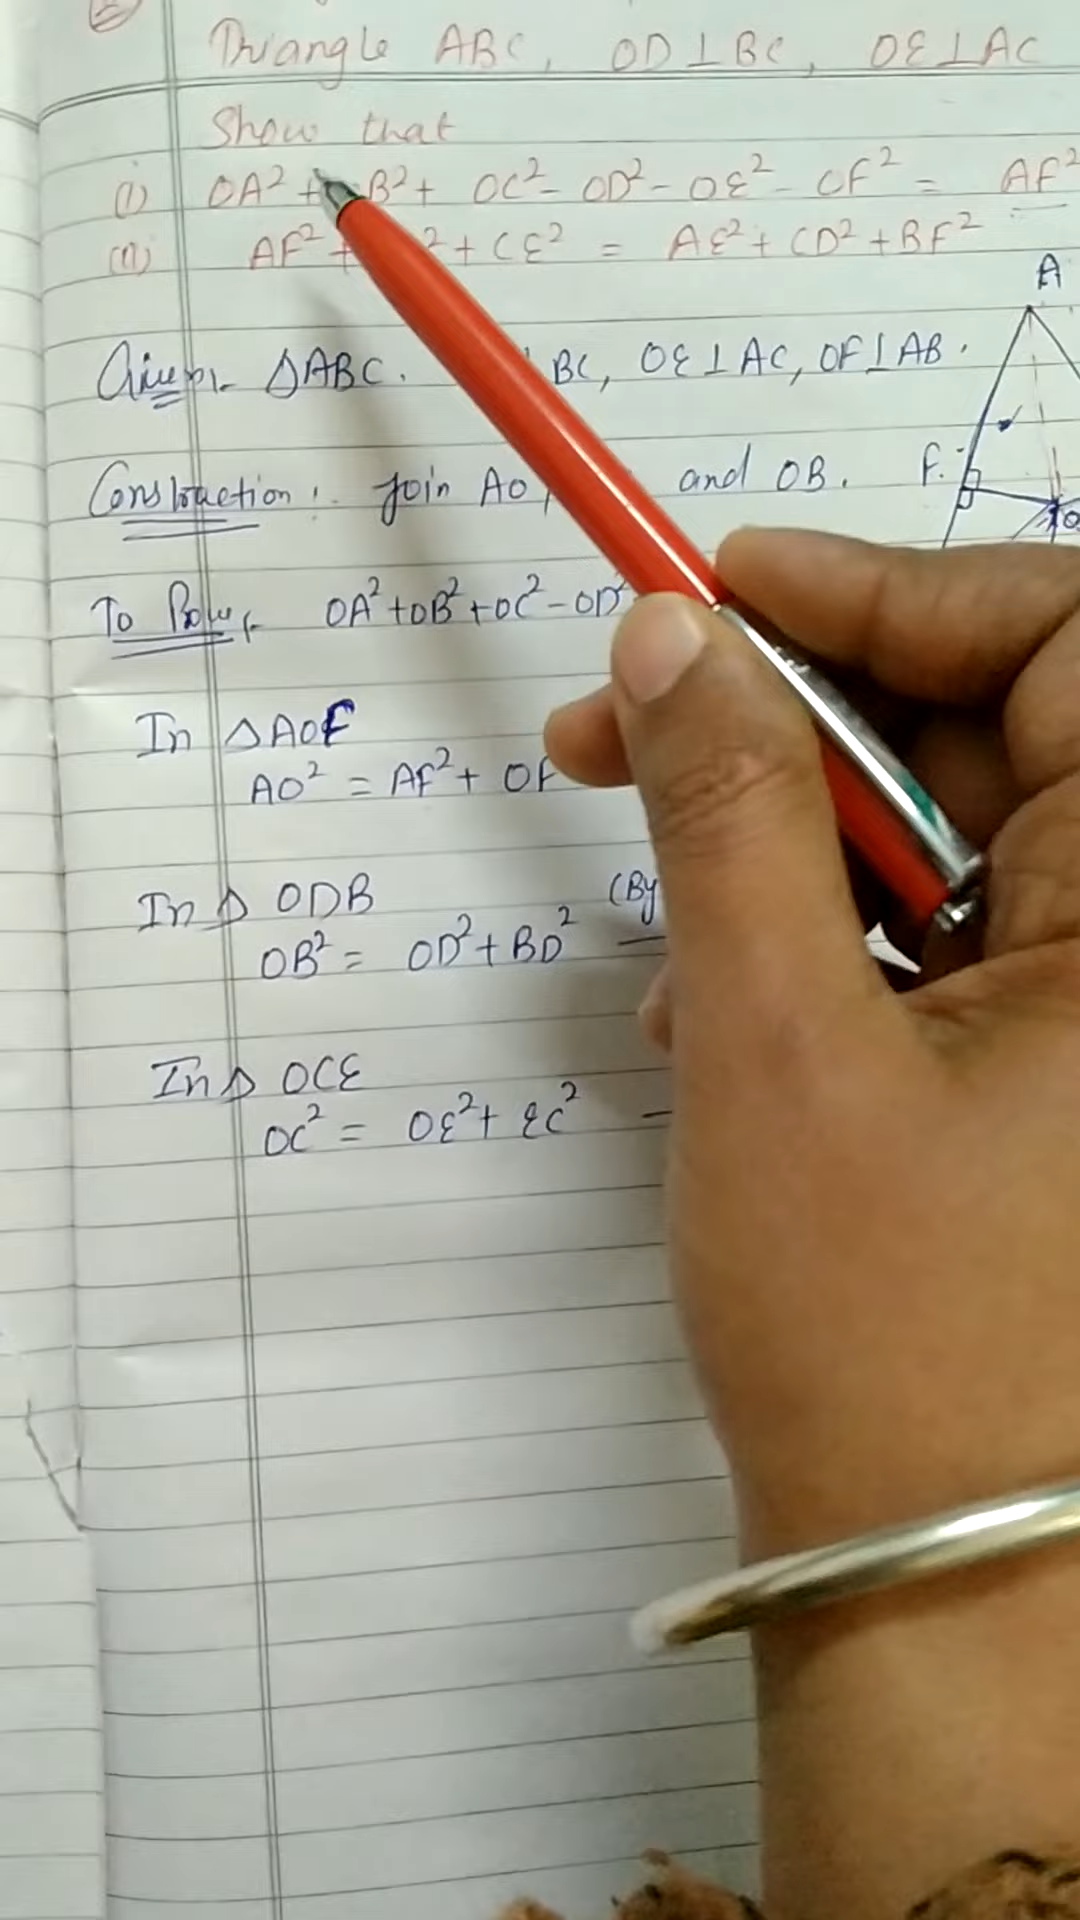 Triangle ABC, OD⊥BC, OE⊥AC
Show that
(I) OA² + B² + OC² - OD² - OE² - OF² = AF²
(II) AF² + ² + CE² = AE² + CD² + BF²
A
Given:- △ABC. BC, OE⊥AC, OF⊥AB.
Construction:- Join AO, and OB.
F.
O
To Prove:- OA² + OB² + OC² - OD²
In △AOF
AO² = AF² + OF
In △ ODB
(By
OB² = OD² + BD² —
In △ OCE
OC² = OE² + EC² —